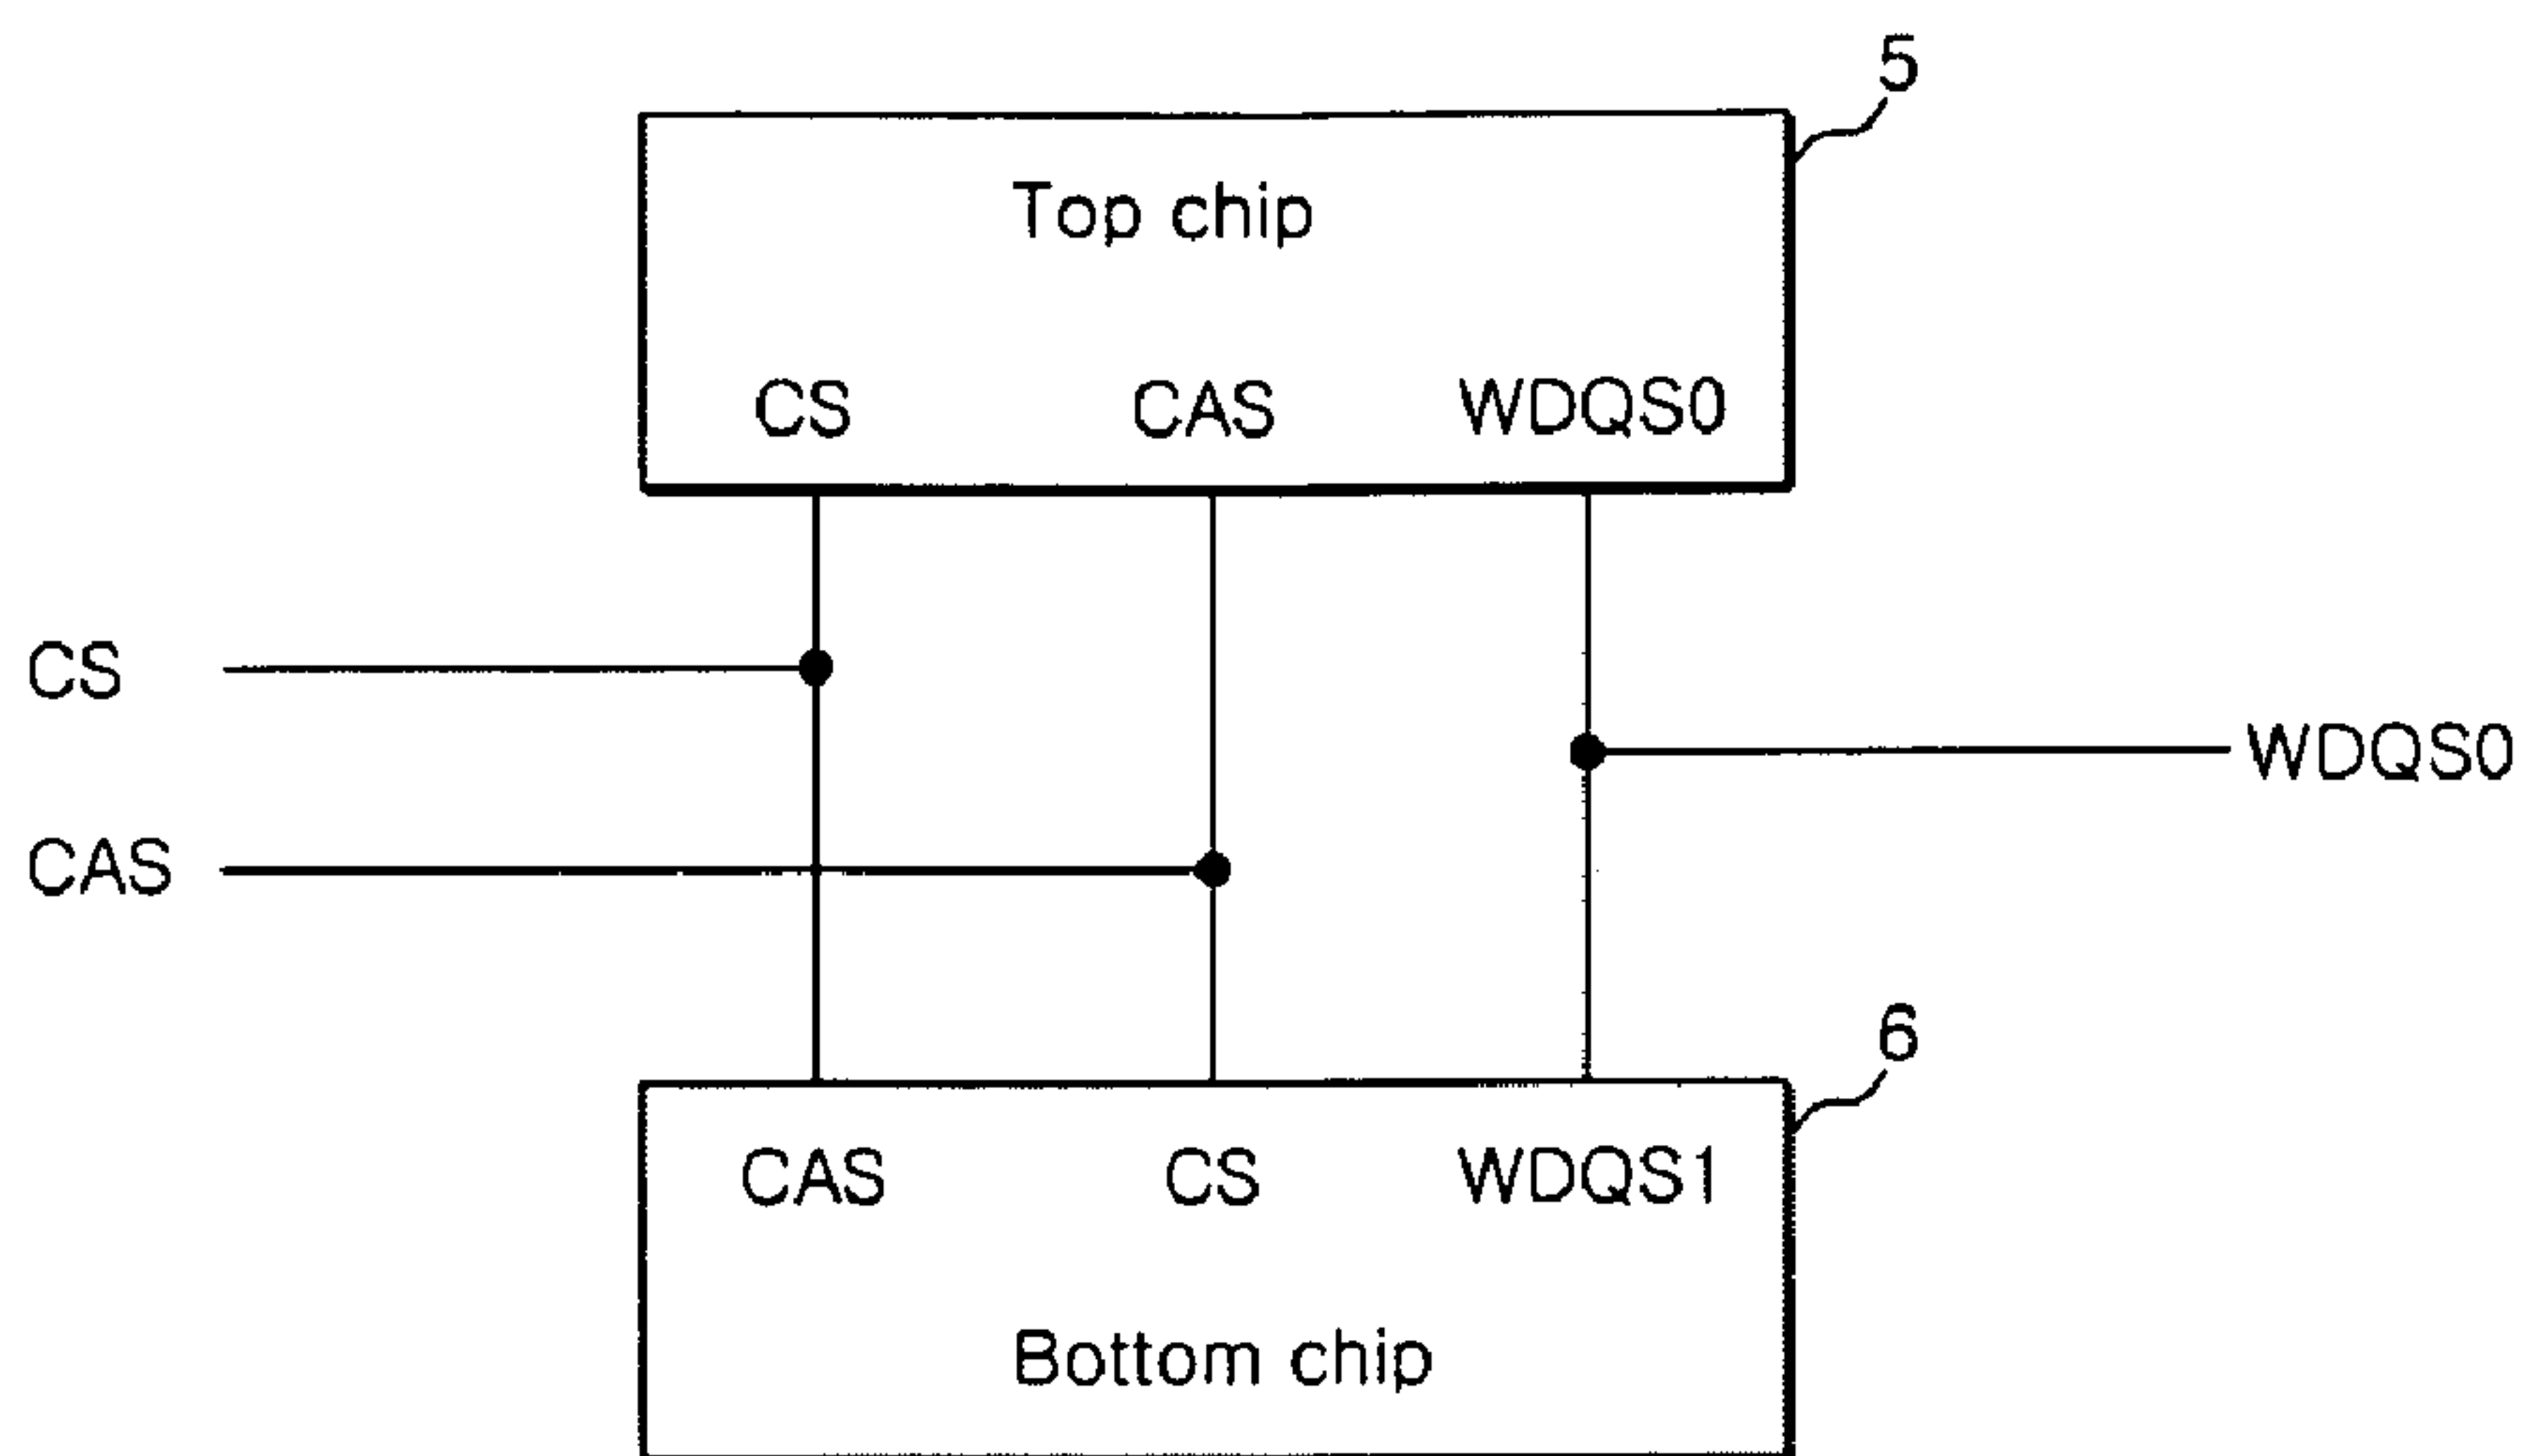 5
Top chip
CS CAS WDQS0
CS
WDQS0
CAS
6
CAS CS WDQS1
Bottom chip